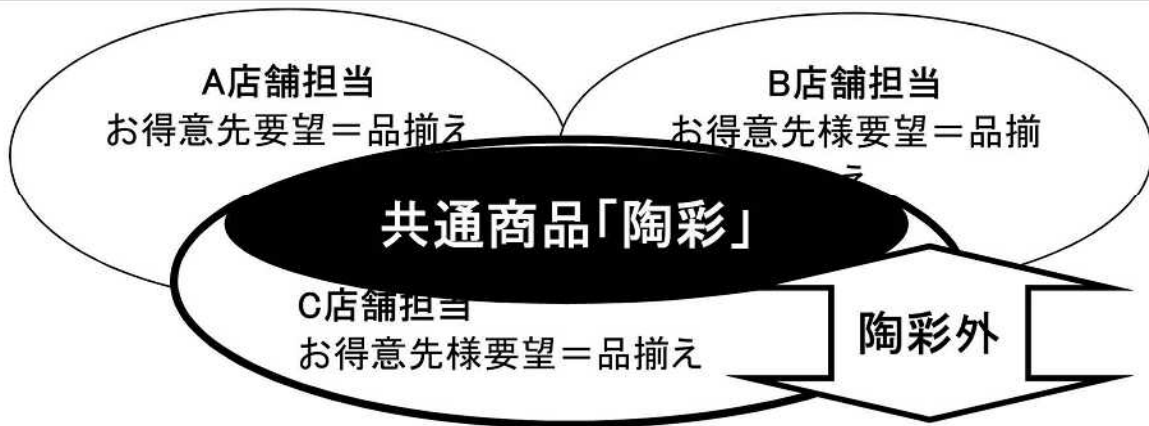 A店舗担当
お得意先要望＝品揃え
B店舗担当
お得意先様要望＝品揃
え
共通商品「陶彩」
C店舗担当
お得意先様要望＝品揃え
陶彩外